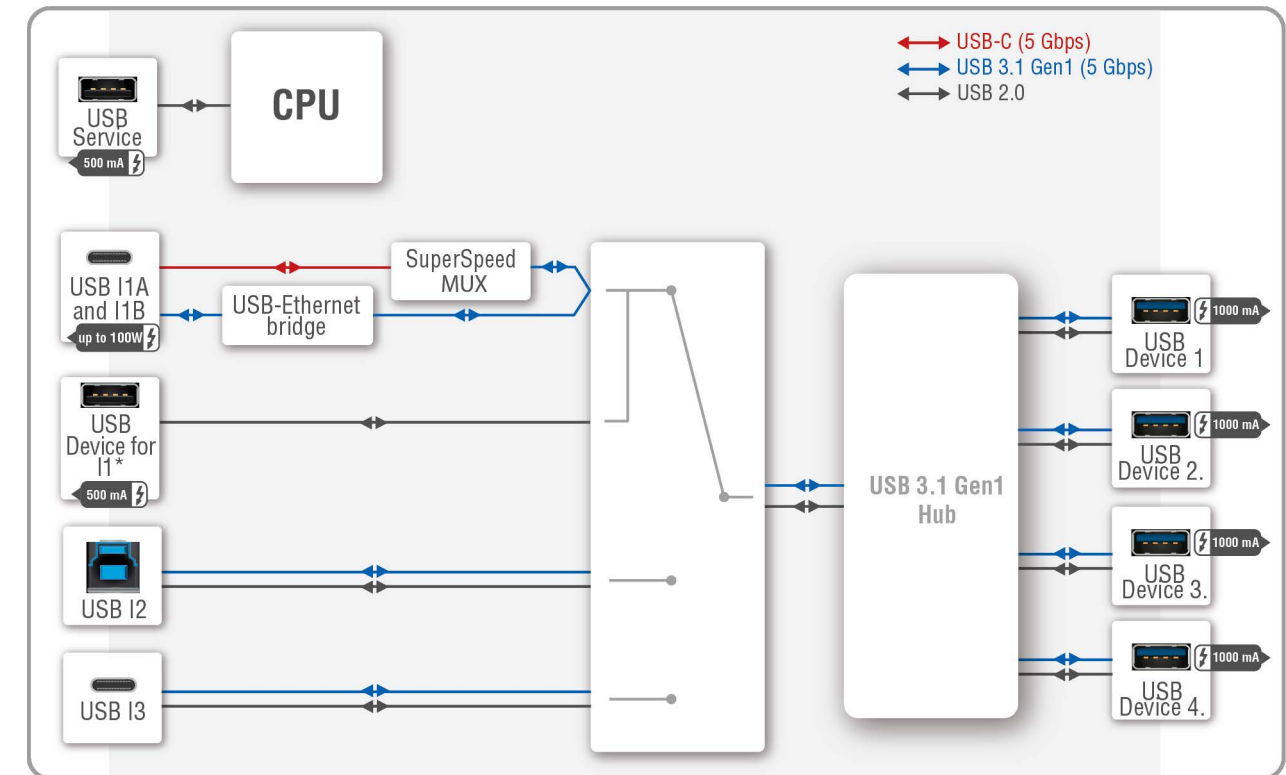 USB-C (5 Gbps)
USB 3.1 Gen1 (5 Gbps)
USB 2.0
USB
Service
500 mA
CPU
USB I1A
and I1B
up to 100W
SuperSpeed
MUX
USB-Ethernet
bridge
USB
Device for
I1*
500 mA
USB I2
USB I3
USB 3.1 Gen1
Hub
1000 mA
USB
Device 1
1000 mA
USB
Device 2.
1000 mA
USB
Device 3.
1000 mA
USB
Device 4.